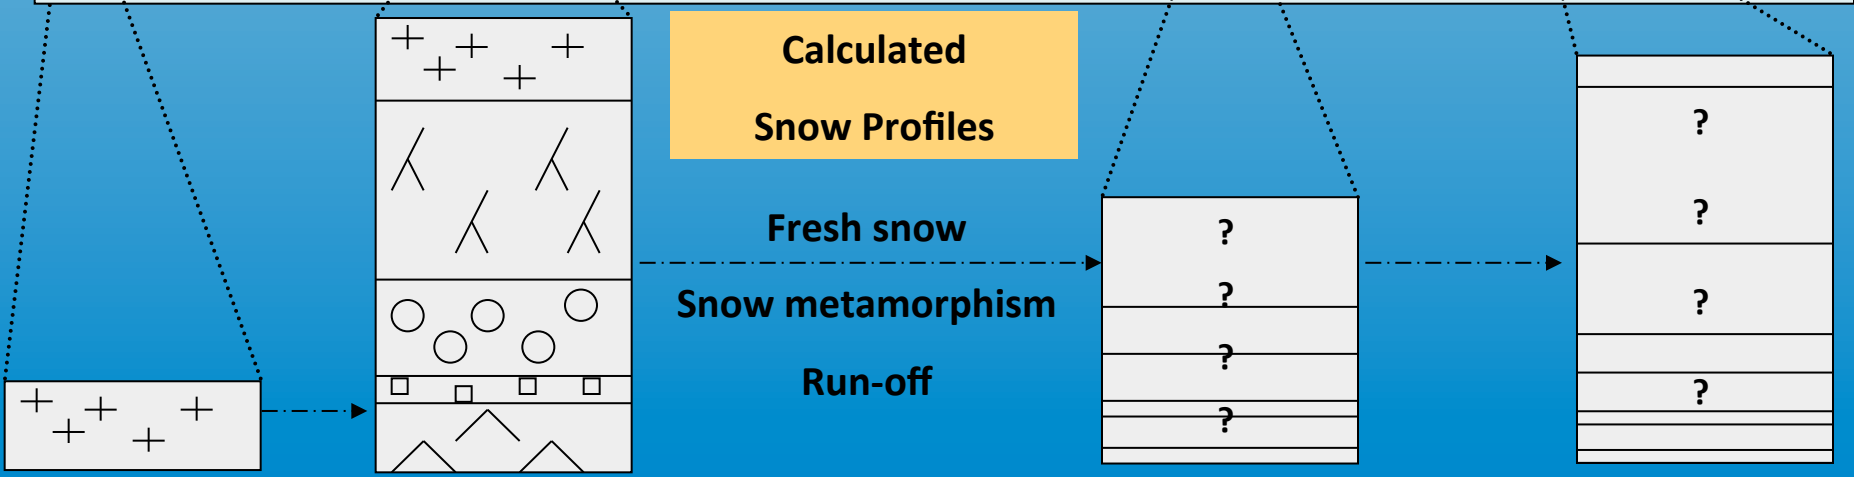 Calculated
Snow Profiles
Fresh snow
Snow metamorphism
Run-off
?
?
?
?
?
?
?
?